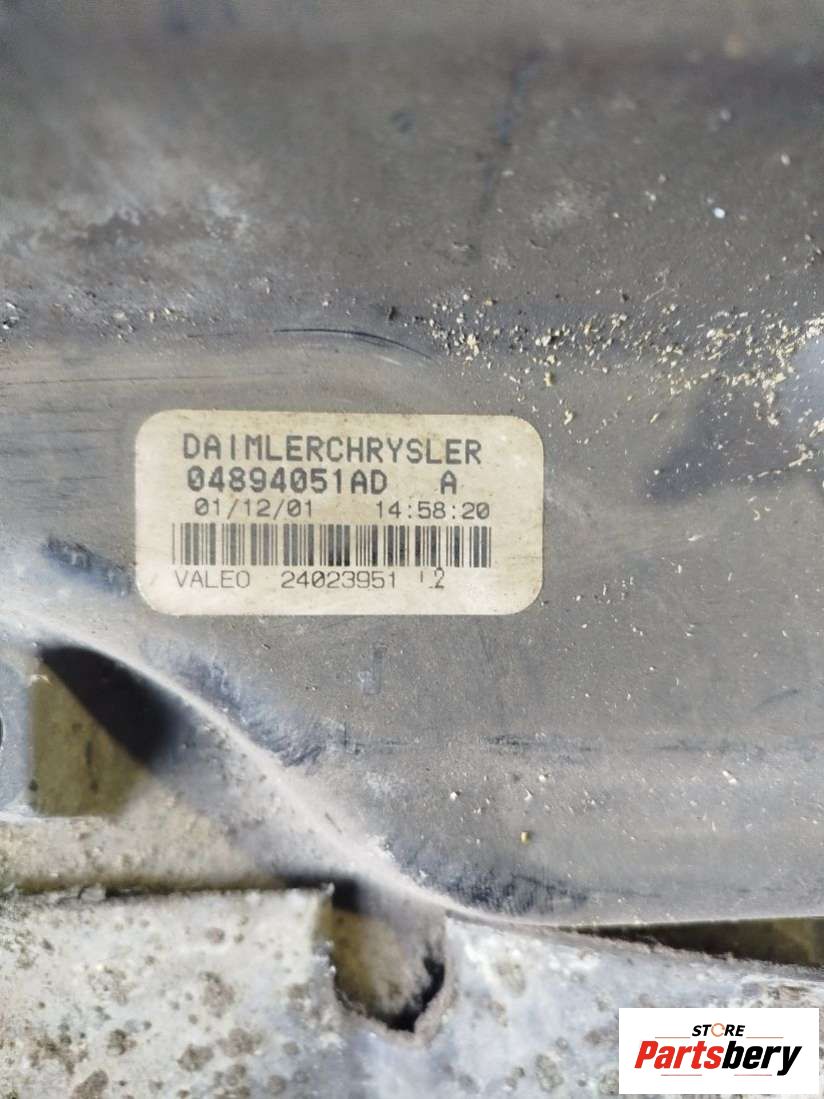 DAIMLERCHRYSLER
04894051AD A
01/12/01 14:58:20
VALEO 24023951
STORE
Partsbery